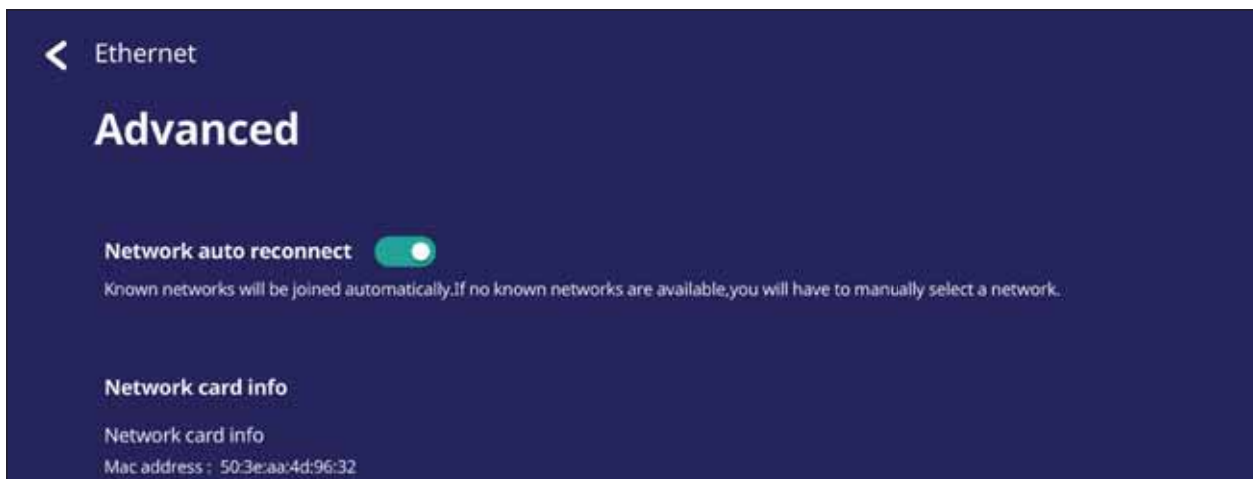 Ethernet
Advanced
Network auto reconnect
Known networks will be joined automatically.If no known networks are available,you will have to manually select a network.
Network card info
Network card info
Mac address : 50:3e:aa:4d:96:32